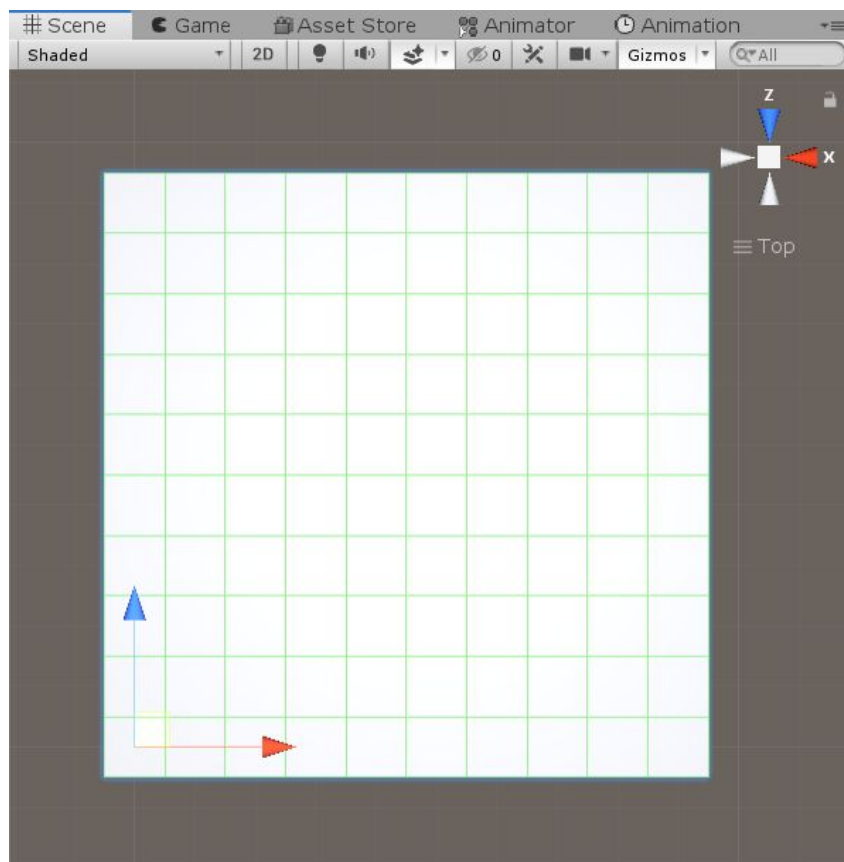 Scene Game Asset Store Animator Animation
Shaded 2D 0 Gizmos All
Z
X
Top